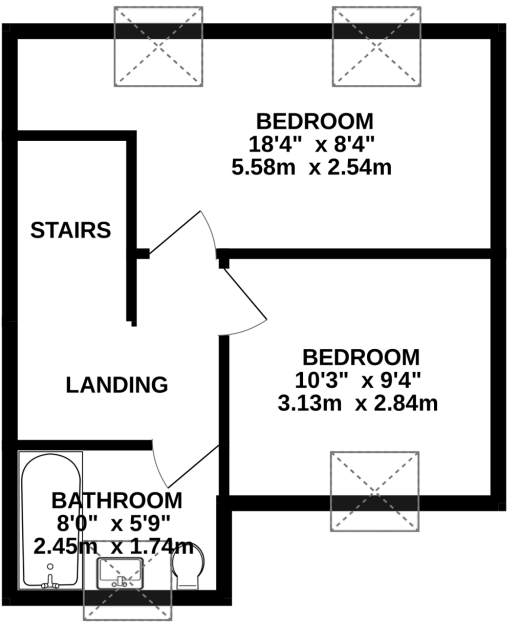 BEDROOM
18'4" x 8'4"
5.58m x 2.54m
STAIRS
BEDROOM
10'3" x 9'4"
3.13m x 2.84m
LANDING
BATHROOM
8'0" x 5'9"
2.45m x 1.74m